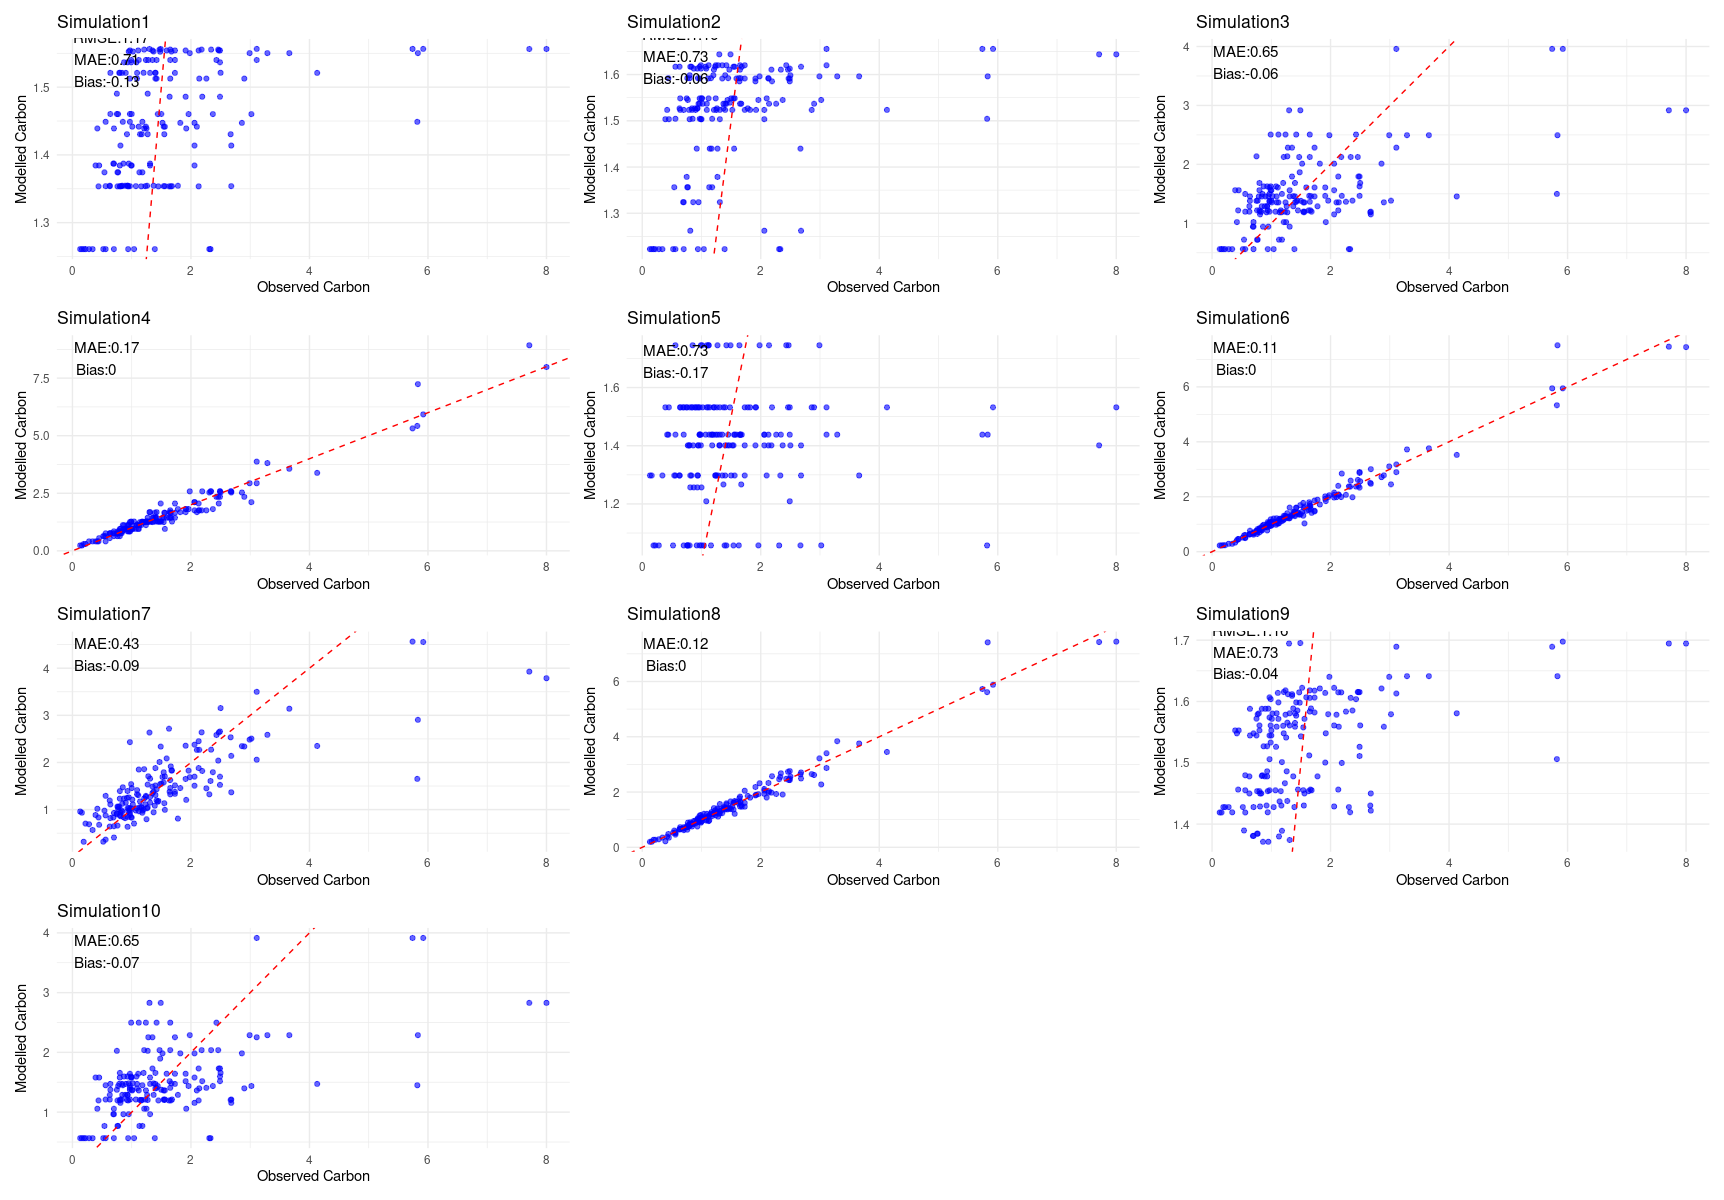 Simulation1
RMSE:1.17
MAE:0.71
Bias:-0.13
1.5
1.4
1.3
Modelled Carbon
0 2 4 6 8
Observed Carbon
Simulation2
MAE:0.73
Bias:-0.06
1.6
1.5
1.4
1.3
Modelled Carbon
0 2 4 6 8
Observed Carbon
Simulation3
MAE:0.65
Bias:-0.06
4
3
2
1
Modelled Carbon
0 2 4 6 8
Observed Carbon
Simulation4
MAE:0.17
Bias:0
7.5
5.0
2.5
0.0
Modelled Carbon
0 2 4 6 8
Observed Carbon
Simulation5
MAE:0.73
Bias:-0.17
1.6
1.4
1.2
Modelled Carbon
0 2 4 6 8
Observed Carbon
Simulation6
MAE:0.11
Bias:0
6
4
2
0
Modelled Carbon
0 2 4 6 8
Observed Carbon
Simulation7
MAE:0.43
Bias:-0.09
4
3
2
1
Modelled Carbon
0 2 4 6 8
Observed Carbon
Simulation8
MAE:0.12
Bias:0
6
4
2
0
Modelled Carbon
0 2 4 6 8
Observed Carbon
Simulation9
MAE:0.73
Bias:-0.04
1.7
1.6
1.5
1.4
Modelled Carbon
0 2 4 6 8
Observed Carbon
Simulation10
MAE:0.65
Bias:-0.07
4
3
2
1
Modelled Carbon
0 2 4 6 8
Observed Carbon